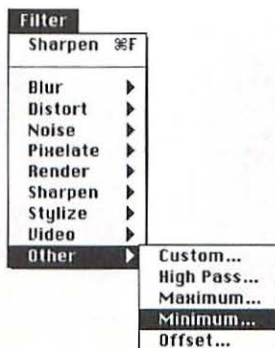 Filter
Sharpen ⌘F
Blur
Distort
Noise
Pixelate
Render
Sharpen
Stylize
Video
Other
Custom...
High Pass...
Maximum...
Minimum...
Offset...